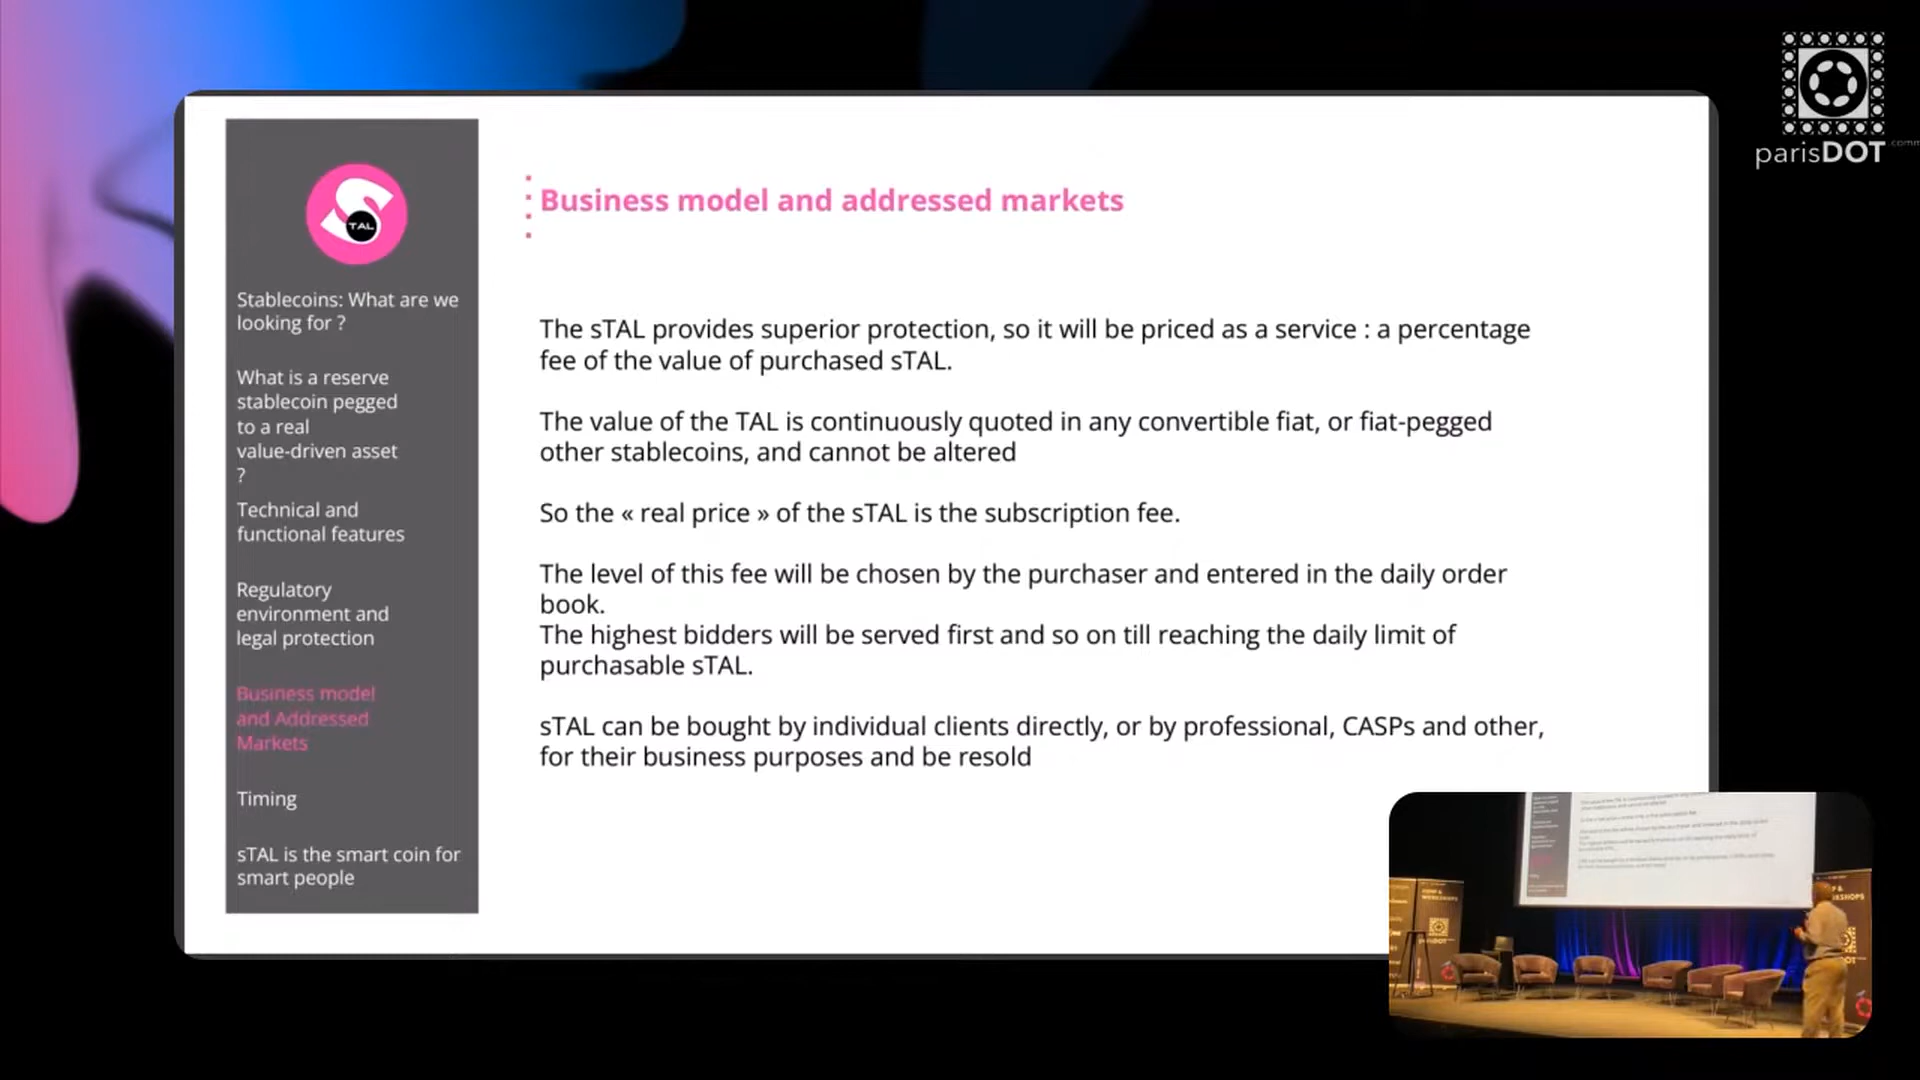 parisDOT
TAL
Stablecoins: What are we
looking for ?
What is a reserve
stablecoin pegged
to a real
value-driven asset
?
Technical and
functional features
Regulatory
environment and
legal protection
Business model
and Addressed
Markets
Timing
sTAL is the smart coin for
smart people
Business model and addressed markets
The sTAL provides superior protection, so it will be priced as a service : a percentage
fee of the value of purchased sTAL.
The value of the TAL is continuously quoted in any convertible fiat, or fiat-pegged
other stablecoins, and cannot be altered
So the « real price » of the sTAL is the subscription fee.
The level of this fee will be chosen by the purchaser and entered in the daily order
book.
The highest bidders will be served first and so on till reaching the daily limit of
purchasable sTAL.
sTAL can be bought by individual clients directly, or by professional, CASPs and other,
for their business purposes and be resold